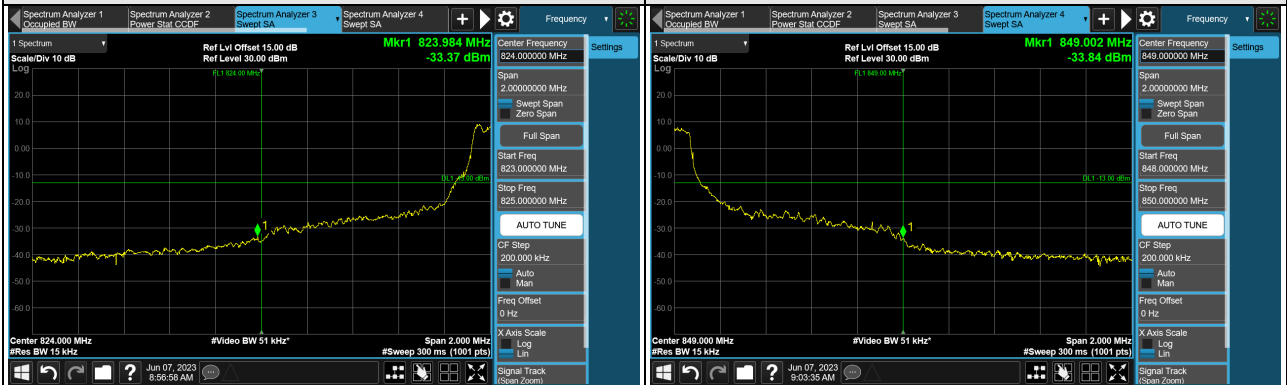 Spectrum Analyzer 1
Occupied BW
Spectrum Analyzer 2
Power Stat CCDF
Spectrum Analyzer 3
Swept SA
Spectrum Analyzer 4
Swept SA
+
Frequency
1 Spectrum
Scale/Div 10 dB
Log
Ref Lvl Offset 15.00 dB
Ref Level 30.00 dBm
Mkr1 823.984 MHz
-33.37 dBm
FL1 824.00 MHz
20.0
10.0
0.00
-10.0
-20.0
-30.0
-40.0
-50.0
-60.0
DL1 -13.00 dBm
1
Center 824.000 MHz
#Res BW 15 kHz
#Video BW 51 kHz*
Span 2.000 MHz
#Sweep 300 ms (1001 pts)
Center Frequency
824.000000 MHz
Span
2.00000000 MHz
Swept Span
Zero Span
Full Span
Start Freq
823.000000 MHz
Stop Freq
825.000000 MHz
AUTO TUNE
CF Step
200.000 kHz
Auto
Man
Freq Offset
0 Hz
X Axis Scale
Log
Lin
Signal Track
(Span Zoom)
Settings
?
Jun 07, 2023
8:56:58 AM
Spectrum Analyzer 1
Occupied BW
Spectrum Analyzer 2
Power Stat CCDF
Spectrum Analyzer 3
Swept SA
Spectrum Analyzer 4
Swept SA
+
Frequency
1 Spectrum
Scale/Div 10 dB
Log
Ref Lvl Offset 15.00 dB
Ref Level 30.00 dBm
Mkr1 849.002 MHz
-33.84 dBm
FL1 849.00 MHz
20.0
10.0
0.00
-10.0
-20.0
-30.0
-40.0
-50.0
-60.0
DL1 -13.00 dBm
1
Center 849.000 MHz
#Res BW 15 kHz
#Video BW 51 kHz*
Span 2.000 MHz
#Sweep 300 ms (1001 pts)
Center Frequency
849.000000 MHz
Span
2.00000000 MHz
Swept Span
Zero Span
Full Span
Start Freq
848.000000 MHz
Stop Freq
850.000000 MHz
AUTO TUNE
CF Step
200.000 kHz
Auto
Man
Freq Offset
0 Hz
X Axis Scale
Log
Lin
Signal Track
(Span Zoom)
Settings
?
Jun 07, 2023
9:03:35 AM